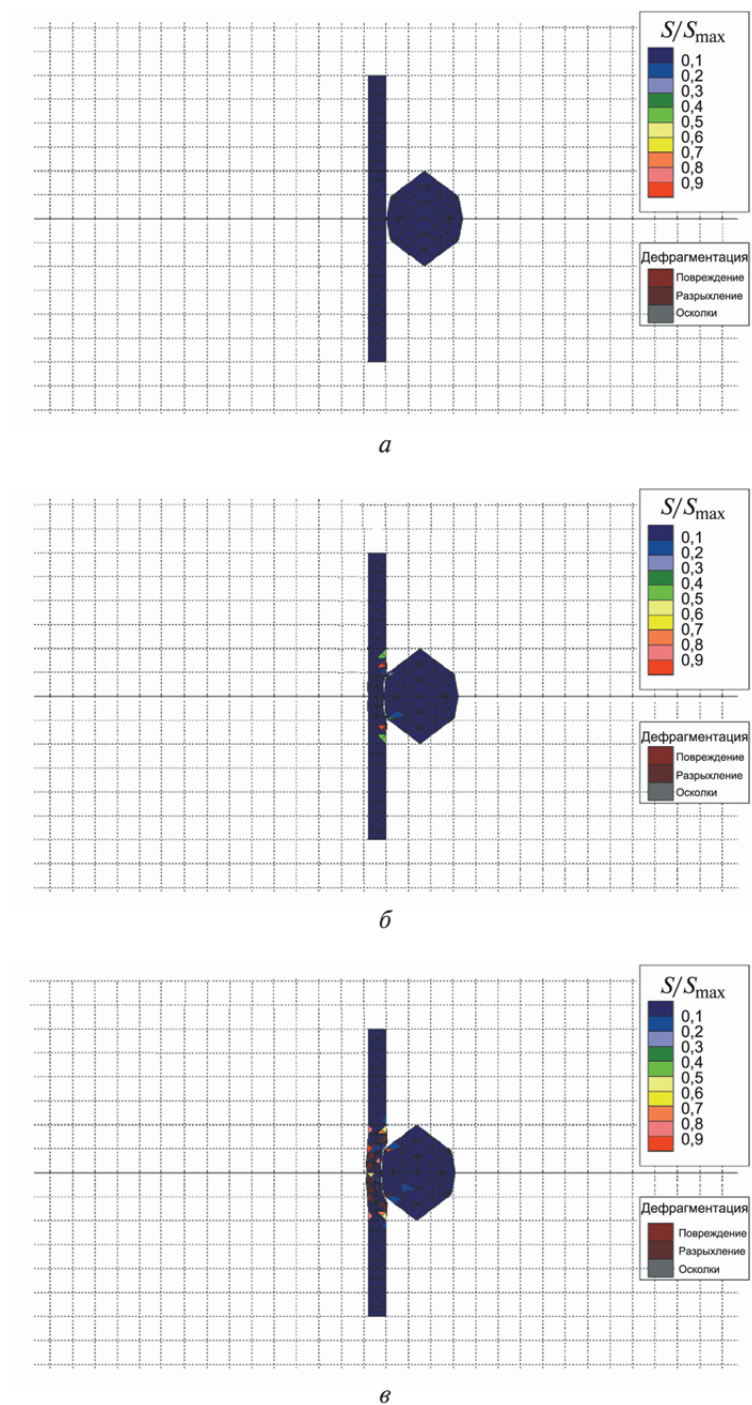 S/Smax
0,1
0,2
0,3
0,4
0,5
0,6
0,7
0,8
0,9
Дефрагментация
Повреждение
Разрыхление
Осколки
а
S/Smax
0,1
0,2
0,3
0,4
0,5
0,6
0,7
0,8
0,9
Дефрагментация
Повреждение
Разрыхление
Осколки
б
S/Smax
0,1
0,2
0,3
0,4
0,5
0,6
0,7
0,8
0,9
Дефрагментация
Повреждение
Разрыхление
Осколки
в